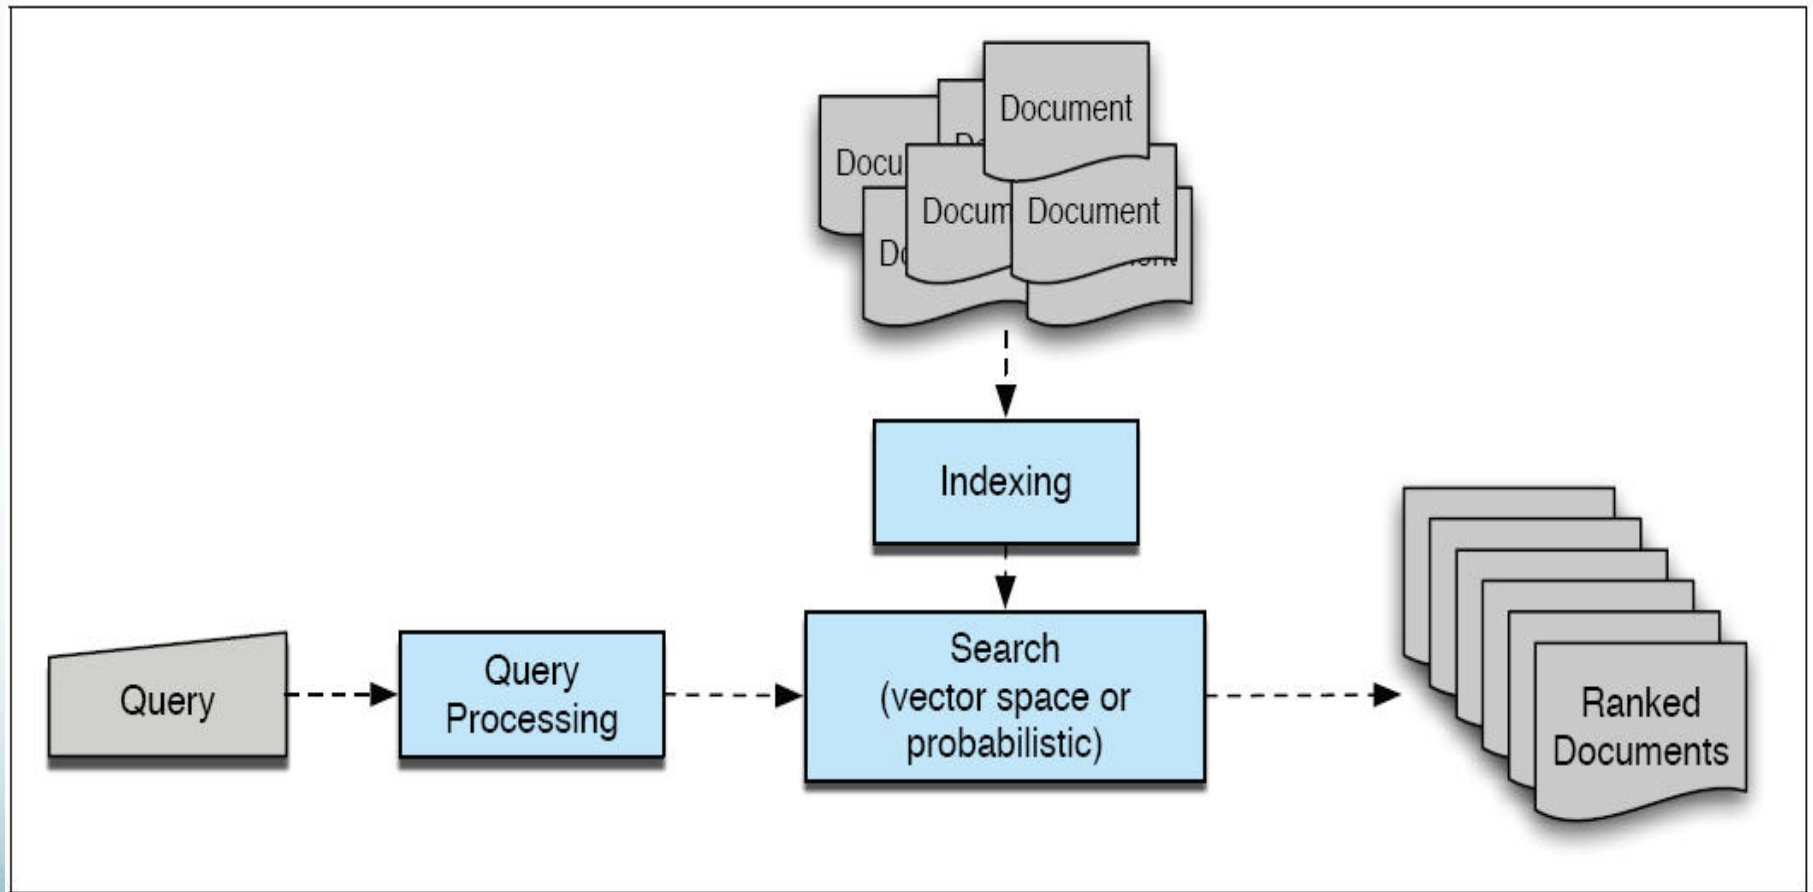 Document
Docu
Docum
Document
Indexing
Query
Query
Processing
Search
(vector space or
probabilistic)
Ranked
Documents